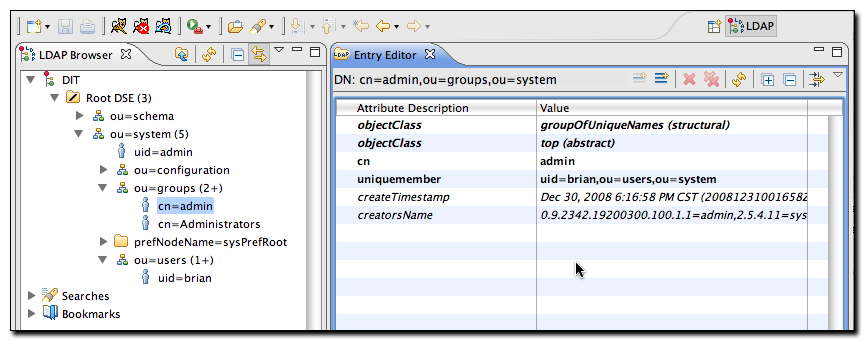 LDAP
LDAP Browser
DIT
Root DSE (3)
ou=schema
ou=system (5)
uid=admin
ou=configuration
ou=groups (2+)
cn=admin
cn=Administrators
prefNodeName=sysPrefRoot
ou=users (1+)
uid=brian
Searches
Bookmarks
Entry Editor
DN: cn=admin,ou=groups,ou=system
Attribute Description Value
objectClass groupOfUniqueNames (structural)
objectClass top (abstract)
cn admin
uniquemember uid=brian,ou=users,ou=system
createTimestamp Dec 30, 2008 6:16:58 PM CST (200812310016582
creatorsName 0.9.2342.19200300.100.1.1=admin,2.5.4.11=sys